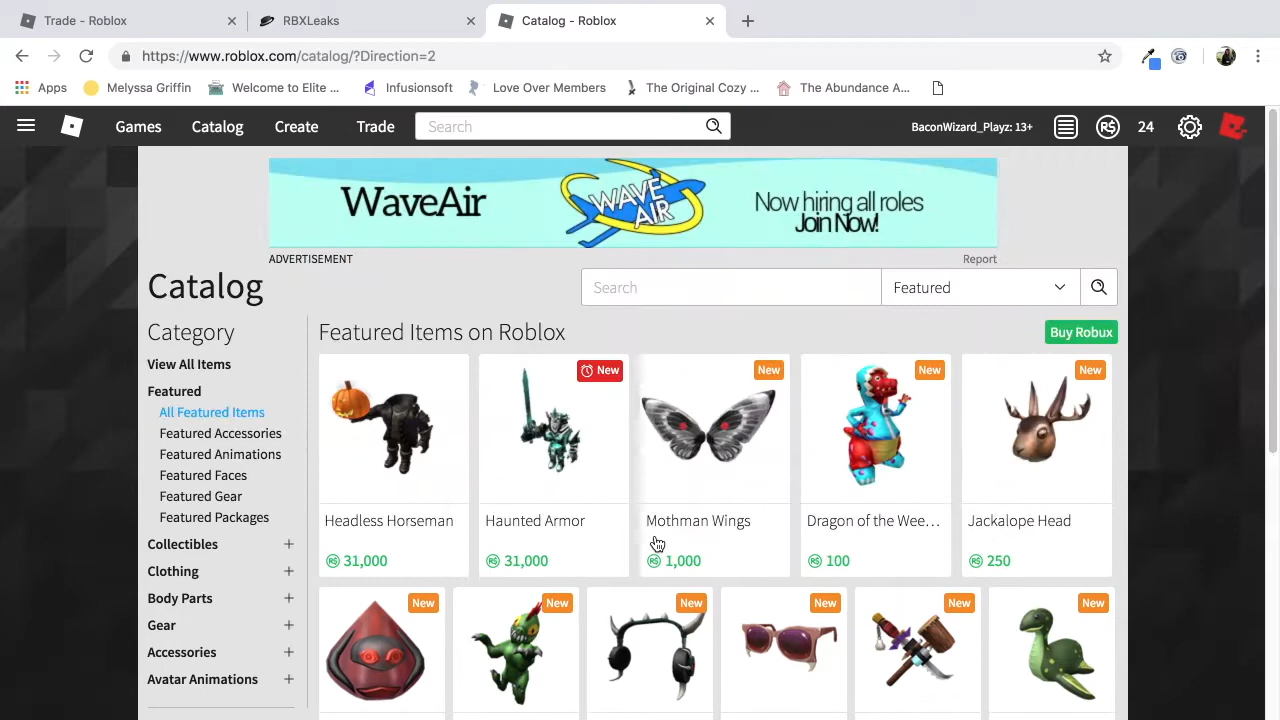 Trade - Roblox
RBXLeaks
Catalog - Roblox
https://www.roblox.com/catalog/?Direction=2
Apps
Melyssa Griffin
Welcome to Elite ...
Infusionsoft
Love Over Members
The Original Cozy ...
The Abundance A...
Games
Catalog
Create
Trade
Search
BaconWizard_Playz: 13+
R$
24
WaveAir
WAVE AIR
Now hiring all roles
Join Now!
ADVERTISEMENT
Report
Catalog
Search
Featured
Category
Featured Items on Roblox
Buy Robux
View All Items
Featured
All Featured Items
Featured Accessories
Featured Animations
Featured Faces
Featured Gear
Featured Packages
Collectibles +
Clothing +
Body Parts +
Gear +
Accessories +
Avatar Animations +
Headless Horseman
R$ 31,000
New
Haunted Armor
R$ 31,000
New
Mothman Wings
R$ 1,000
New
Dragon of the Wee...
R$ 100
New
Jackalope Head
R$ 250
New
New
New
New
New
New